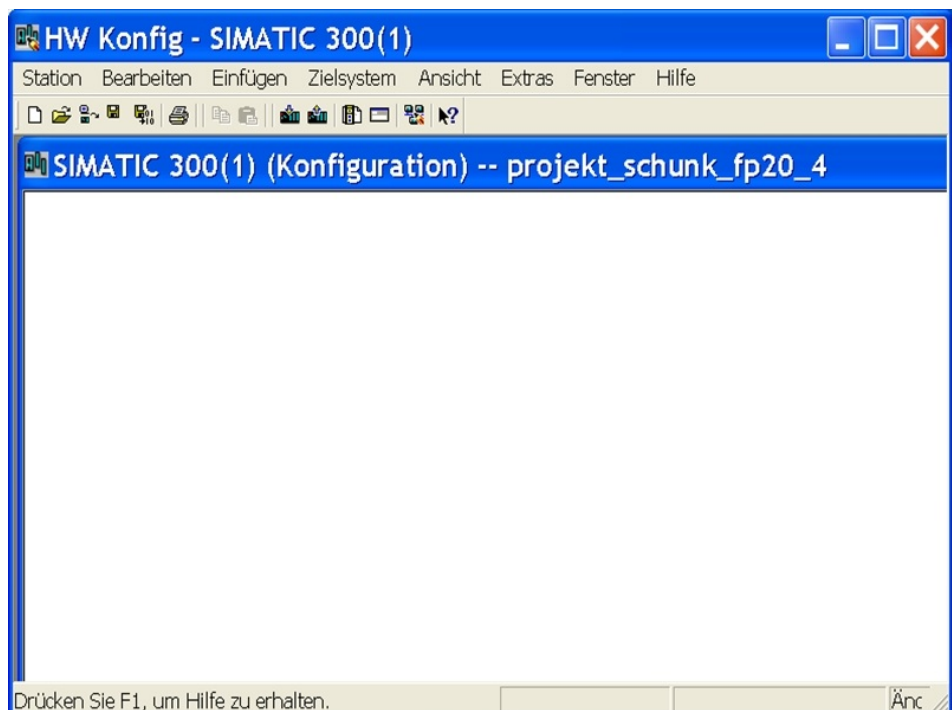 HW Konfig - SIMATIC 300(1)
Station Bearbeiten Einfügen Zielsystem Ansicht Extras Fenster Hilfe
SIMATIC 300(1) (Konfiguration) -- projekt_schunk_fp20_4
Drücken Sie F1, um Hilfe zu erhalten. Änc